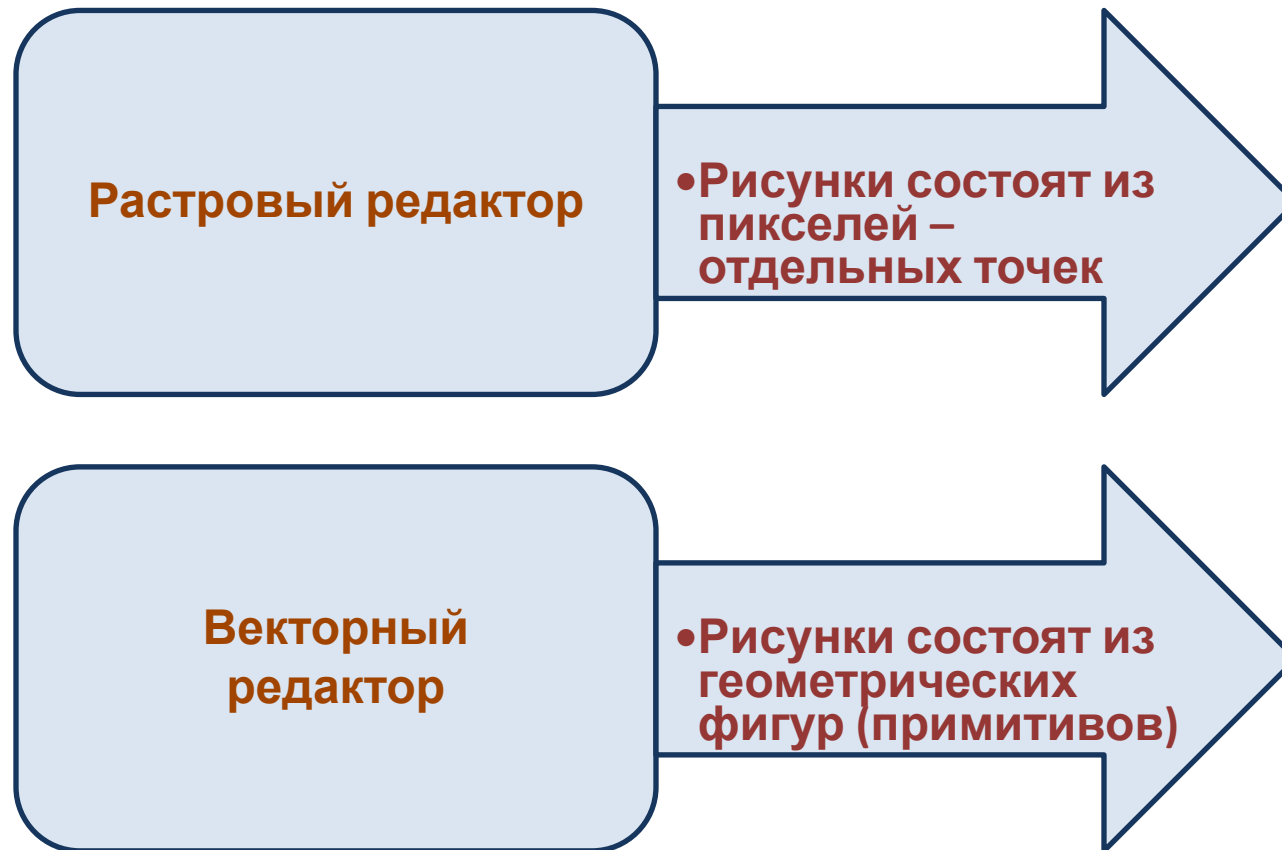 Растровый редактор
•Рисунки состоят из
пикселей –
отдельных точек
Векторный
редактор
•Рисунки состоят из
геометрических
фигур (примитивов)